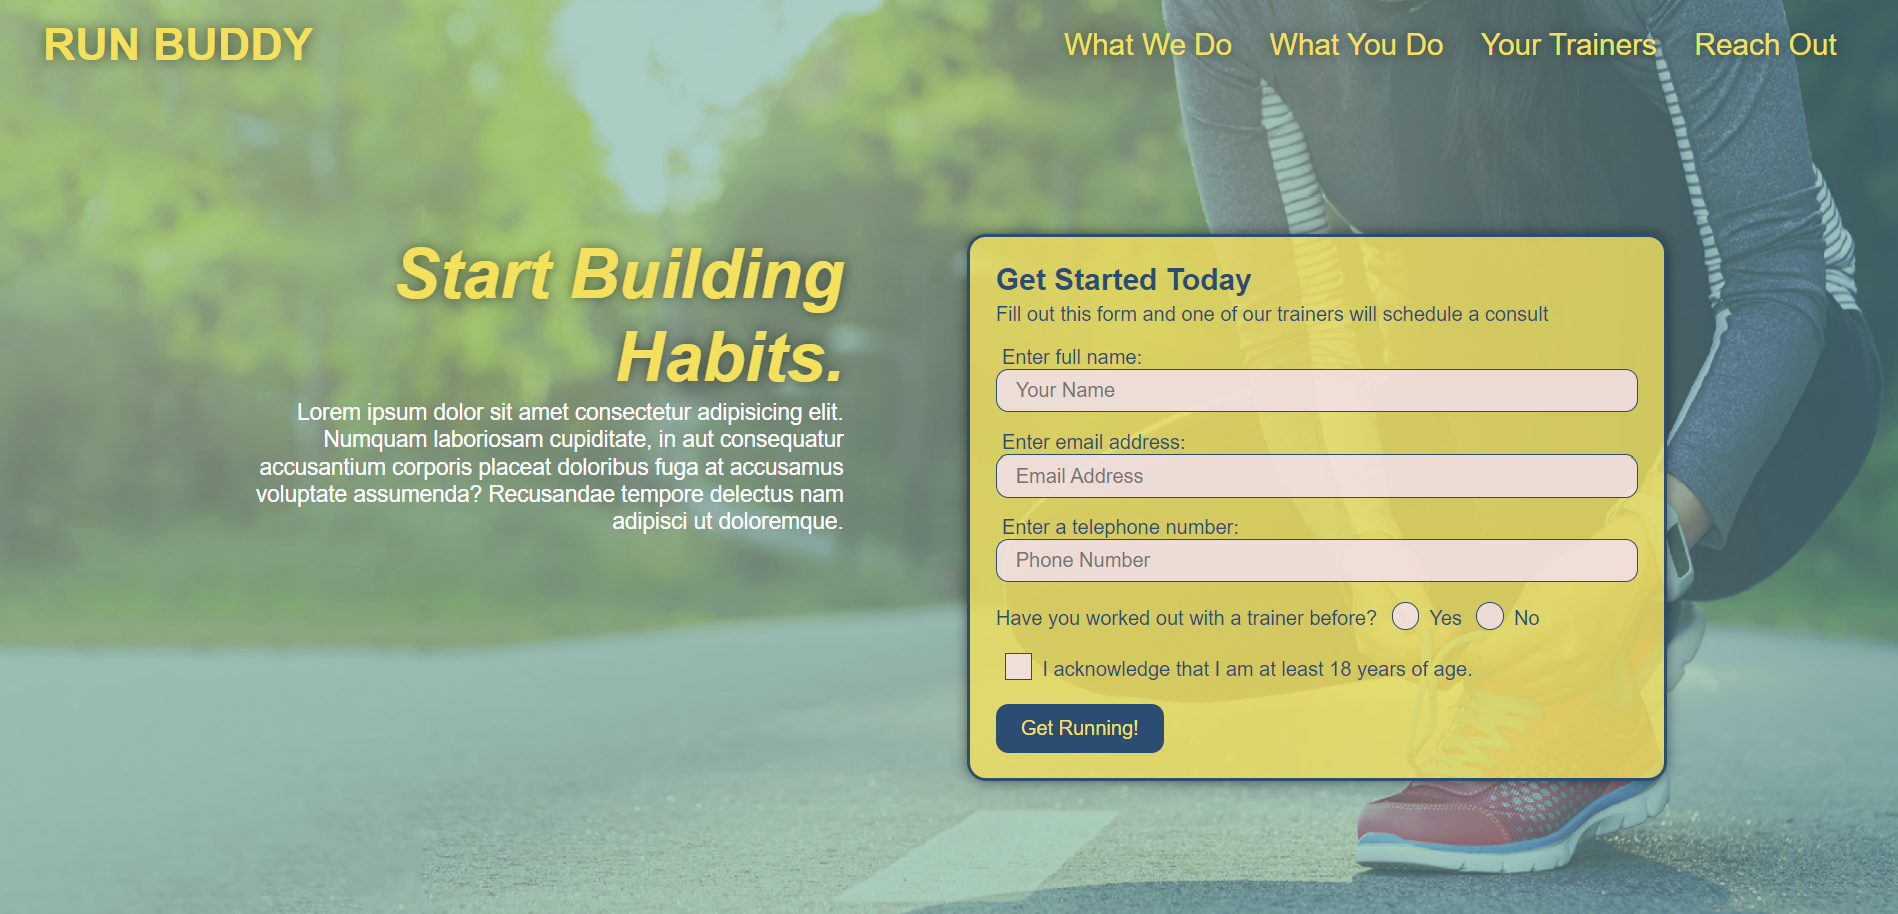 RUN BUDDY
What We Do What You Do Your Trainers Reach Out
Start Building
Habits.
Lorem ipsum dolor sit amet consectetur adipisicing elit.
Numquam laboriosam cupiditate, in aut consequatur
accusantium corporis placeat doloribus fuga at accusamus
voluptate assumenda? Recusandae tempore delectus nam
adipisci ut doloremque.
Get Started Today
Fill out this form and one of our trainers will schedule a consult
Enter full name:
Your Name
Enter email address:
Email Address
Enter a telephone number:
Phone Number
Have you worked out with a trainer before? Yes No
I acknowledge that I am at least 18 years of age.
Get Running!